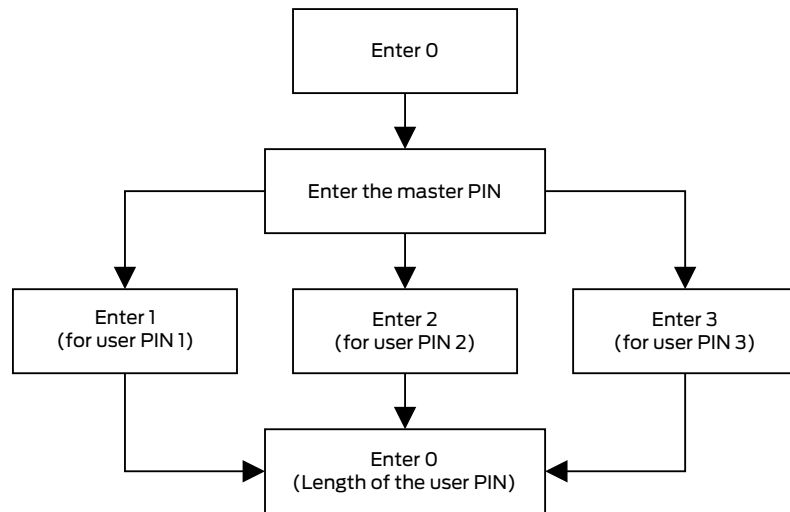 Enter 0
Enter the master PIN
Enter 1
(for user PIN 1)
Enter 2
(for user PIN 2)
Enter 3
(for user PIN 3)
Enter 0
(Length of the user PIN)